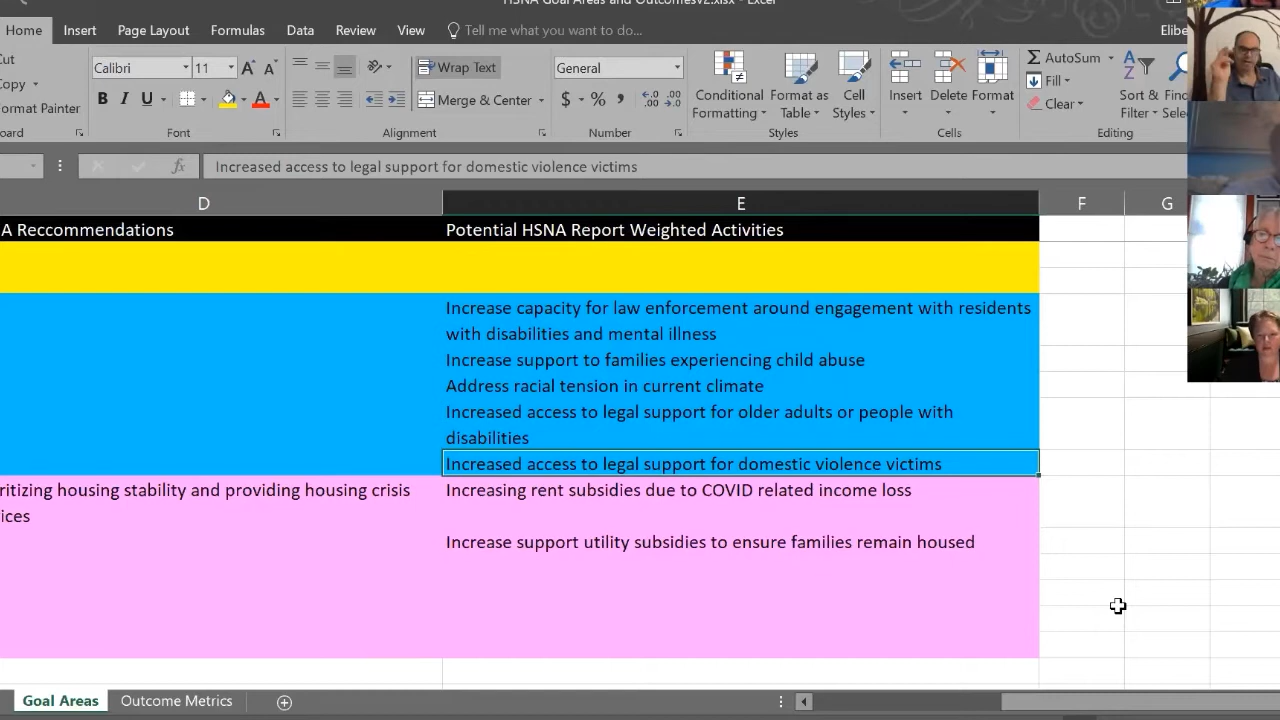 HSNA Goal Areas and Outcomesv2.xlsx - Excel
Home Insert Page Layout Formulas Data Review View Tell me what you want to do... Elibe
Cut
Copy
Format Painter
Calibri 11
Wrap Text
Merge & Center
General
$ %
Conditional Formatting
Format as Table
Cell Styles
Insert
Delete
Format
AutoSum
Fill
Clear
Sort & Find
Filter Select
oard Font Alignment Number Styles Cells Editing
fx Increased access to legal support for domestic violence victims
D E F G
A Reccommendations Potential HSNA Report Weighted Activities
Increase capacity for law enforcement around engagement with residents
with disabilities and mental illness
Increase support to families experiencing child abuse
Address racial tension in current climate
Increased access to legal support for older adults or people with
disabilities
Increased access to legal support for domestic violence victims
ritizing housing stability and providing housing crisis Increasing rent subsidies due to COVID related income loss
ices
Increase support utility subsidies to ensure families remain housed
Goal Areas Outcome Metrics